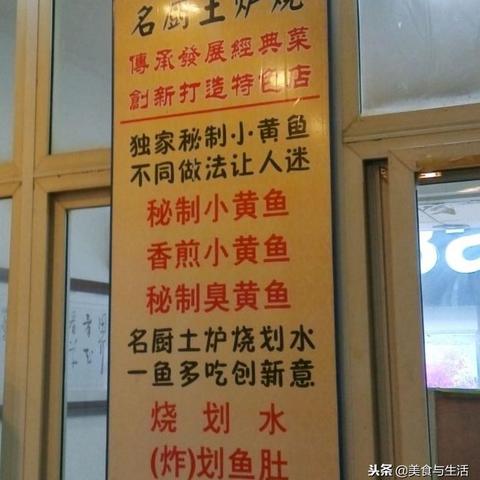 名厨土炉烧
傳承發展經典菜
創新打造特色店
独家秘制小黄鱼
不同做法让人迷
秘制小黄鱼
香煎小黄鱼
秘制臭黄鱼
名厨土炉烧划水
一鱼多吃创新意
烧划水
(炸)划鱼肚
头条@美食与生活